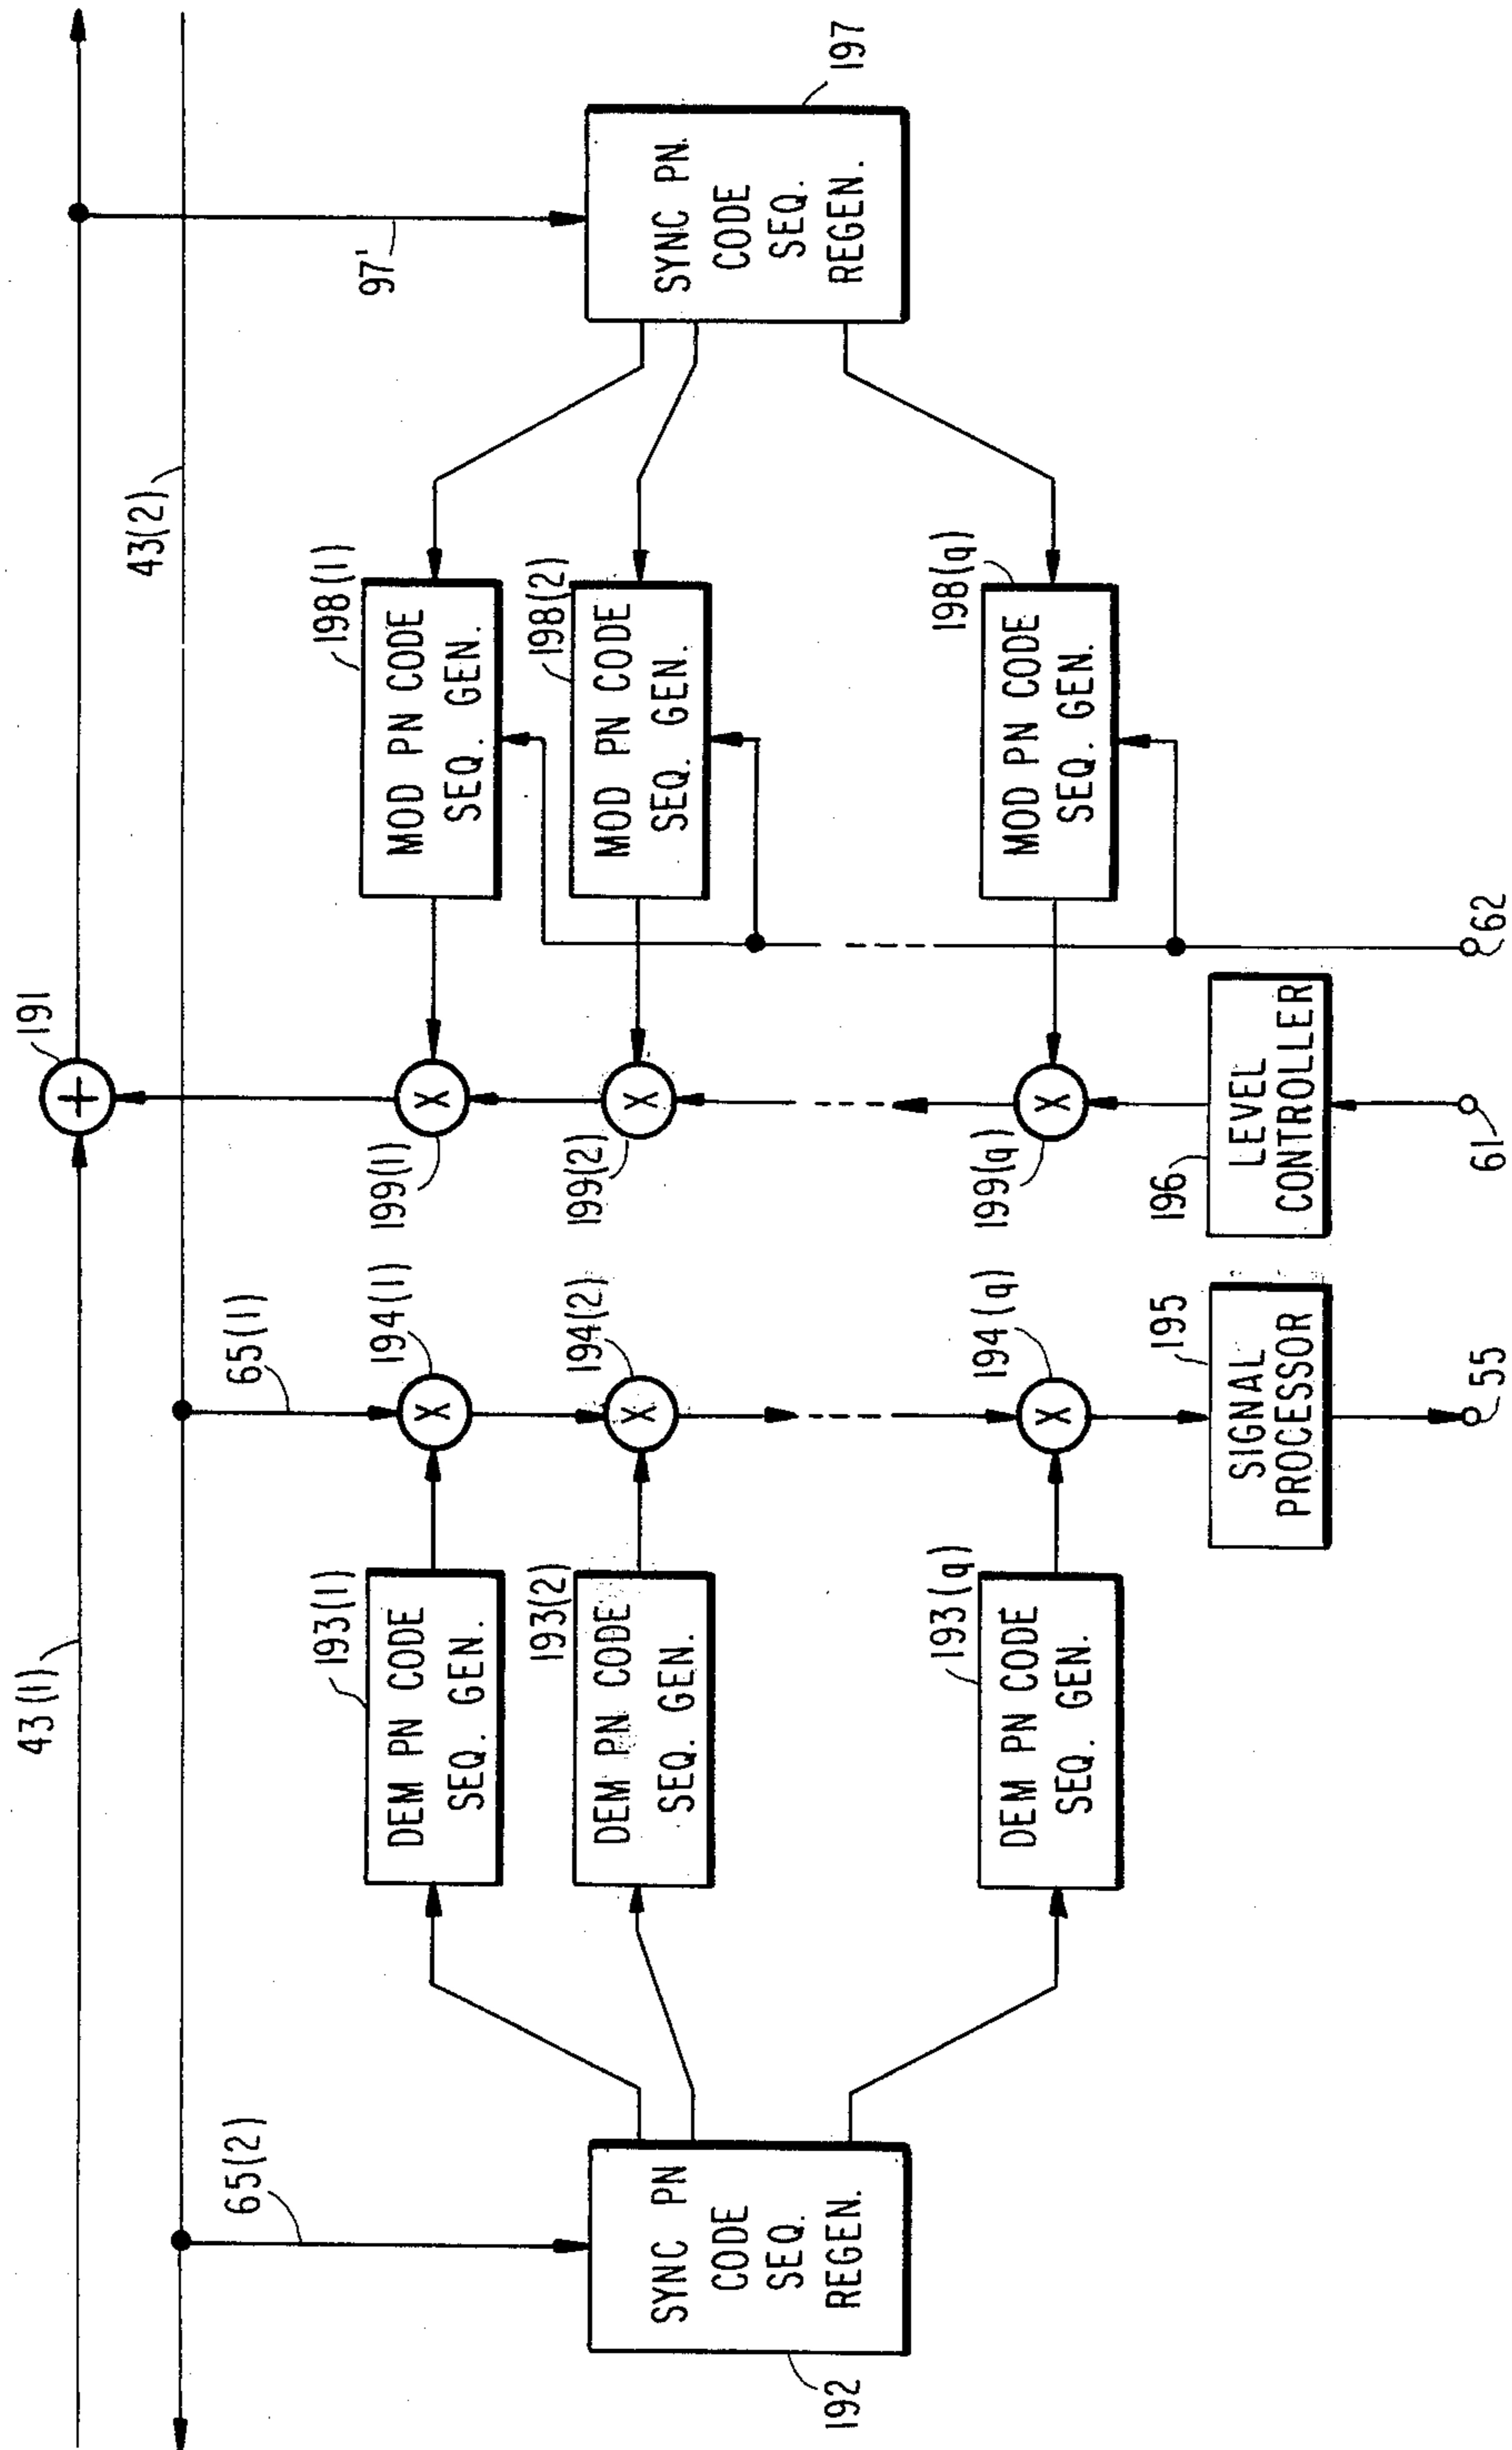 43(1)
191
43(2)
65(2)
65(1)
97'
SYNC PN
CODE
SEQ.
REGEN.
192
DEM PN CODE
SEQ. GEN.
193(1)
194(1)
199(1)
MOD PN CODE
SEQ. GEN.
198(1)
SYNC PN.
CODE
SEQ.
REGEN.
197
DEM PN CODE
SEQ. GEN.
193(2)
194(2)
199(2)
MOD PN CODE
SEQ. GEN.
198(2)
DEM PN CODE
SEQ. GEN.
193(q)
194(q)
199(q)
MOD PN CODE
SEQ. GEN.
198(q)
SIGNAL
PROCESSOR
195
196
LEVEL
CONTROLLER
55
61
62